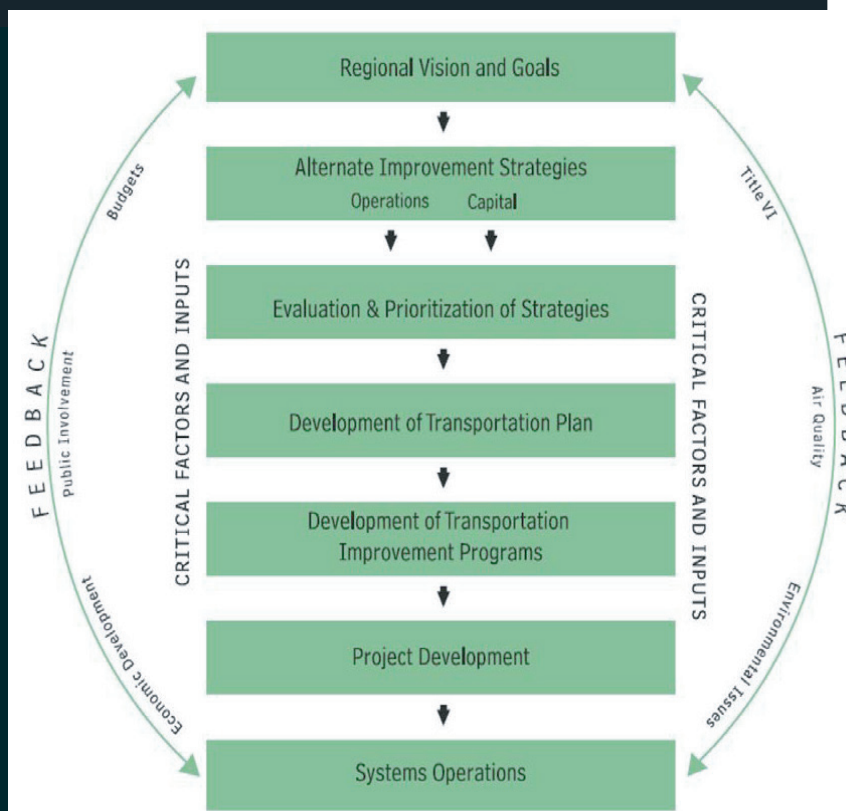 Regional Vision and Goals
Alternate Improvement Strategies
Operations Capital
Evaluation & Prioritization of Strategies
Development of Transportation Plan
Development of Transportation
Improvement Programs
Project Development
Systems Operations
CRITICAL FACTORS AND INPUTS
CRITICAL FACTORS AND INPUTS
FEEDBACK
Budgets
Public Involvement
Economic Development
FEEDBACK
Title VI
Air Quality
Environmental Issues